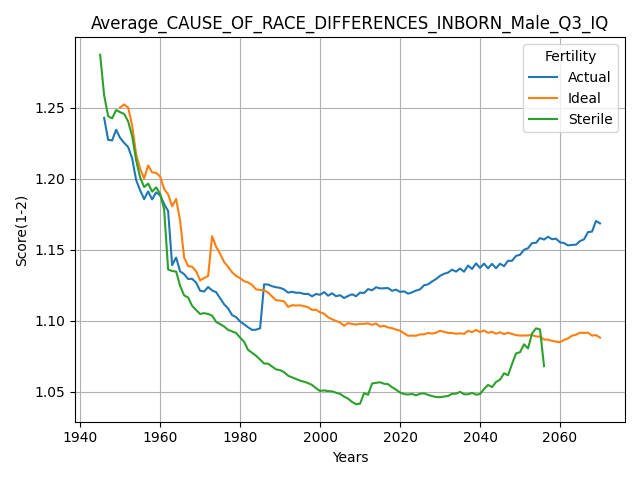 Average_CAUSE_OF_RACE_DIFFERENCES_INBORN_Male_Q3_IQ
Fertility
Actual
Ideal
Sterile
Score(1-2)
1.25
1.20
1.15
1.10
1.05
1940 1960 1980 2000 2020 2040 2060
Years